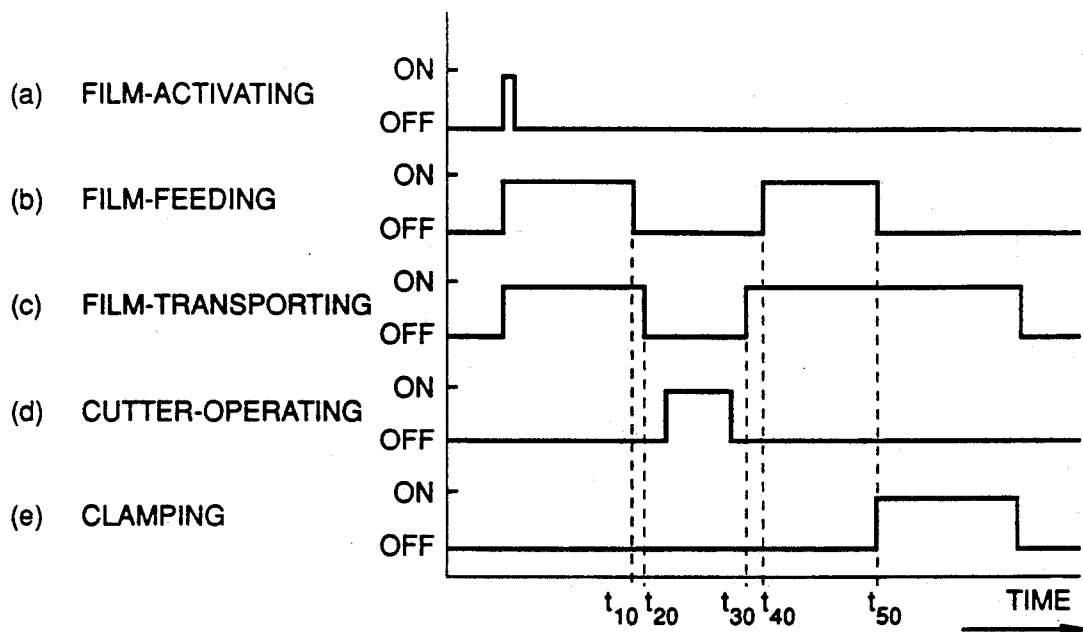 ON
(a) FILM-ACTIVATING
OFF
ON
(b) FILM-FEEDING
OFF
ON
(c) FILM-TRANSPORTING
OFF
ON
(d) CUTTER-OPERATING
OFF
ON
(e) CLAMPING
OFF
t10 t20 t30 t40 t50 TIME